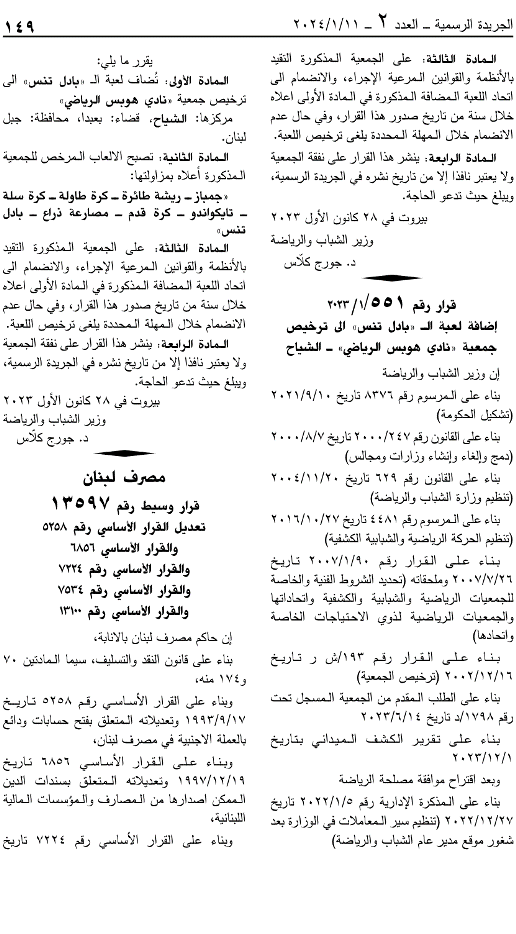 الجريدة الرسمية ــ العدد ٢ ــ ٢٠٢٤/١/١١
١٤٩
المادة الثالثة: على الجمعية المذكورة التقيد
بالأنظمة والقوانين المرعية الإجراء، والانضمام الى
اتحاد اللعبة المضافة المذكورة في المادة الأولى اعلاه
خلال سنة من تاريخ صدور هذا القرار، وفي حال عدم
الانضمام خلال المهلة المحددة يلغى ترخيص اللعبة.
المادة الرابعة: ينشر هذا القرار على نفقة الجمعية
ولا يعتبر نافذا إلا من تاريخ نشره في الجريدة الرسمية،
ويبلغ حيث تدعو الحاجة.
بيروت في ٢٨ كانون الأول ٢٠٢٣
وزير الشباب والرياضة
د. جورج كلّاس
قرار رقم ٢٠٢٣/١/٥٥١
إضافة لعبة الـ «بادل تنس» الى ترخيص
جمعية «نادي هوبس الرياضي» ــ الشياح
إن وزير الشباب والرياضة
بناء على المرسوم رقم ٨٣٧٦ تاريخ ٢٠٢١/٩/١٠
(تشكيل الحكومة)
بناء على القانون رقم ٢٠٠٠/٢٤٧ تاريخ ٢٠٠٠/٨/٧
(دمج وإلغاء وإنشاء وزارات ومجالس)
بناء على القانون رقم ٦٢٩ تاريخ ٢٠٠٤/١١/٢٠
(تنظيم وزارة الشباب والرياضة)
بناء على المرسوم رقم ٤٤٨١ تاريخ ٢٠١٦/١٠/٢٧
(تنظيم الحركة الرياضية والشبابية الكشفية)
بناء على القرار رقم ٢٠٠٧/١/٩٠ تاريخ
٢٠٠٧/٧/٢٦ وملحقاته (تحديد الشروط الفنية والخاصة
للجمعيات الرياضية والشبابية والكشفية واتحاداتها
والجمعيات الرياضية لذوي الاحتياجات الخاصة
واتحادها)
بناء على القرار رقم ١٩٣/ش ر تاريخ
٢٠٠٢/١٢/١٦ (ترخيص الجمعية)
بناء على الطلب المقدم من الجمعية المسجل تحت
رقم ١٧٩٨/د تاريخ ٢٠٢٣/٦/١٤
بناء على تقرير الكشف الميداني بتاريخ
٢٠٢٣/١٢/١
وبعد اقتراح موافقة مصلحة الرياضة
بناء على المذكرة الإدارية رقم ٢٠٢٢/١/٥ تاريخ
٢٠٢٢/١٢/٢٧ (تنظيم سير المعاملات في الوزارة بعد
شغور موقع مدير عام الشباب والرياضة)
يقرر ما يلي:
المادة الأولى: تُضاف لعبة الـ «بادل تنس» الى
ترخيص جمعية «نادي هوبس الرياضي»
مركزها: الشياح، قضاء: بعبدا، محافظة: جبل
لبنان.
المادة الثانية: تصبح الالعاب المرخص للجمعية
المذكورة أعلاه بمزاولتها:
«جمباز ــ ريشة طائرة ــ كرة طاولة ــ كرة سلة
ــ تايكواندو ــ كرة قدم ــ مصارعة ذراع ــ بادل
تنس»
المادة الثالثة: على الجمعية المذكورة التقيد
بالأنظمة والقوانين المرعية الإجراء، والانضمام الى
اتحاد اللعبة المضافة المذكورة في المادة الأولى اعلاه
خلال سنة من تاريخ صدور هذا القرار، وفي حال عدم
الانضمام خلال المهلة المحددة يلغى ترخيص اللعبة.
المادة الرابعة: ينشر هذا القرار على نفقة الجمعية
ولا يعتبر نافذا إلا من تاريخ نشره في الجريدة الرسمية،
ويبلغ حيث تدعو الحاجة.
بيروت في ٢٨ كانون الأول ٢٠٢٣
وزير الشباب والرياضة
د. جورج كلّاس
مصرف لبنان
قرار وسيط رقم ١٣٥٩٧
تعديل القرار الأساسي رقم ٥٢٥٨
والقرار الأساسي ٦٨٥٦
والقرار الأساسي رقم ٧٢٢٤
والقرار الأساسي رقم ٧٥٣٤
والقرار الأساسي رقم ١٣١٠٠
إن حاكم مصرف لبنان بالانابة،
بناء على قانون النقد والتسليف، سيما المادتين ٧٠
و١٧٤ منه،
وبناء على القرار الأساسي رقم ٥٢٥٨ تاريخ
١٩٩٣/٩/١٧ وتعديلاته المتعلق بفتح حسابات ودائع
بالعملة الاجنبية في مصرف لبنان،
وبناء على القرار الأساسي ٦٨٥٦ تاريخ
١٩٩٧/١٢/١٩ وتعديلاته المتعلق بسندات الدين
الممكن اصدارها من المصارف والمؤسسات المالية
اللبنانية،
وبناء على القرار الأساسي رقم ٧٢٢٤ تاريخ